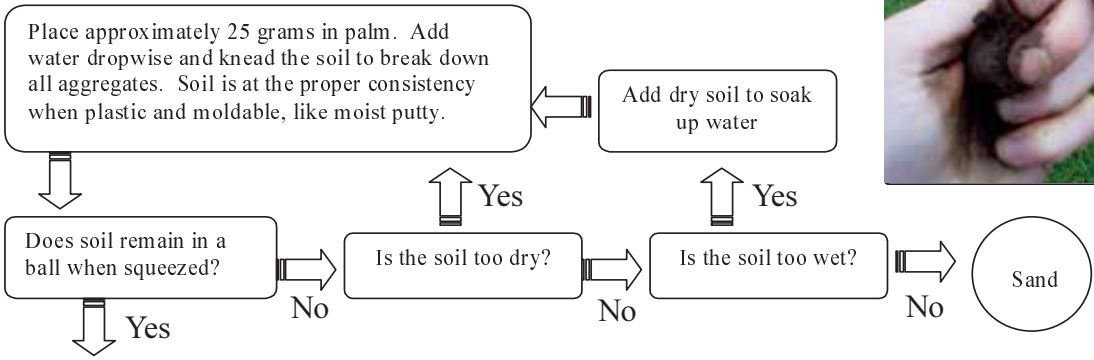 Place approximately 25 grams in palm. Add
water dropwise and knead the soil to break down
all aggregates. Soil is at the proper consistency
when plastic and moldable, like moist putty.
Add dry soil to soak
up water
Yes
Yes
Does soil remain in a
ball when squeezed?
No
Is the soil too dry?
No
Is the soil too wet?
No
Sand
Yes